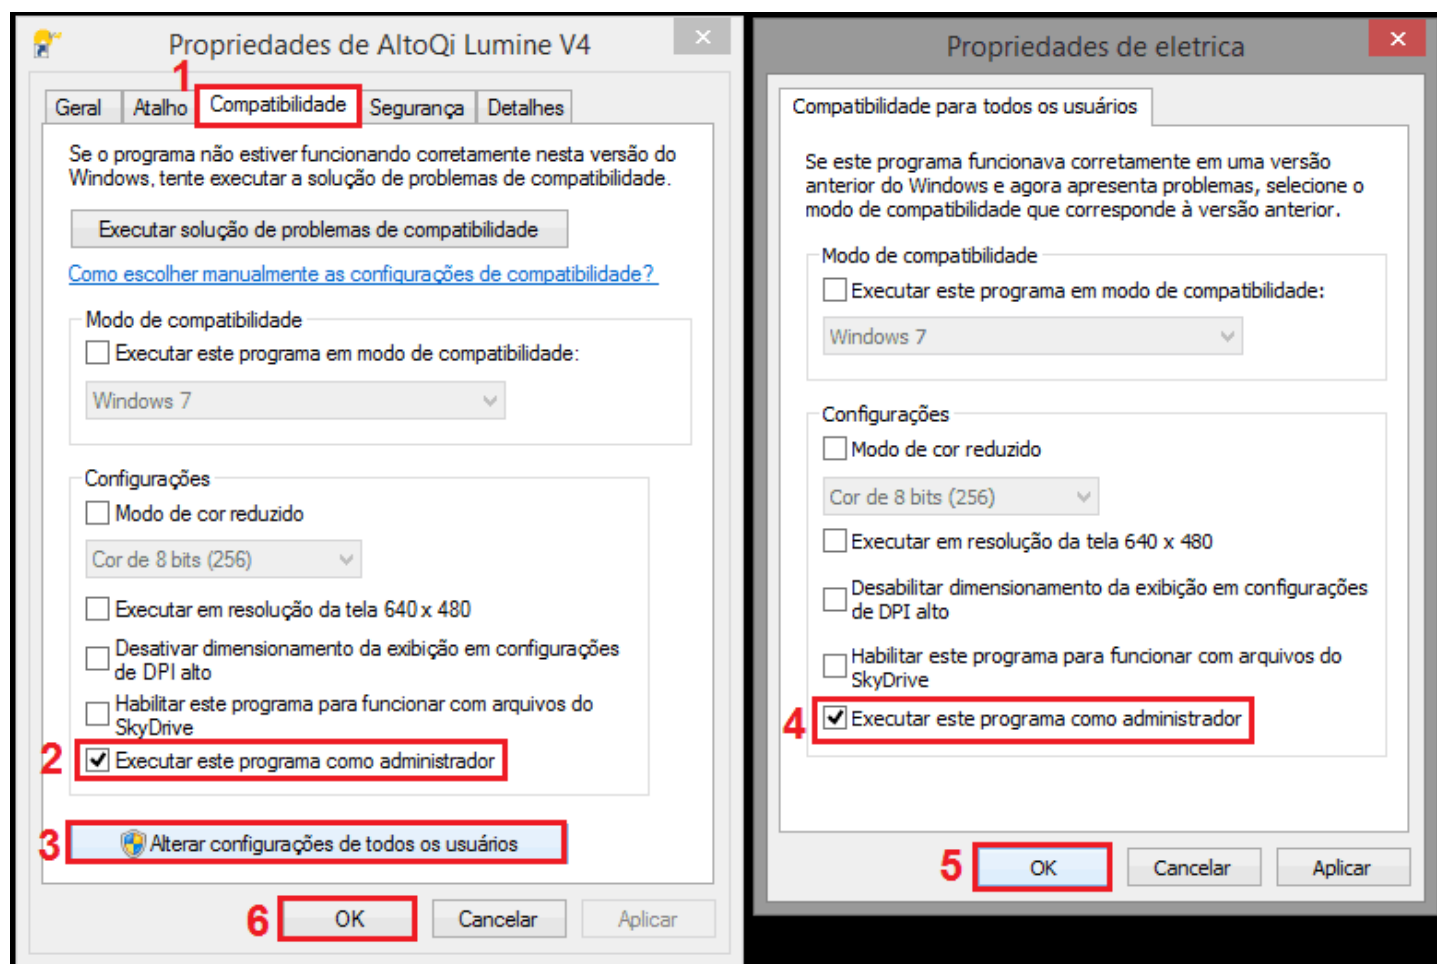 Propriedades de AltoQi Lumine V4
1
Geral
Atalho
Compatibilidade
Segurança
Detalhes
Se o programa não estiver funcionando corretamente nesta versão do
Windows, tente executar a solução de problemas de compatibilidade.
Executar solução de problemas de compatibilidade
Como escolher manualmente as configurações de compatibilidade?
Modo de compatibilidade
Executar este programa em modo de compatibilidade:
Windows 7
Configurações
Modo de cor reduzido
Cor de 8 bits (256)
Executar em resolução da tela 640 x 480
Desativar dimensionamento da exibição em configurações
de DPI alto
Habilitar este programa para funcionar com arquivos do
SkyDrive
2
Executar este programa como administrador
3
Alterar configurações de todos os usuários
6
OK
Cancelar
Aplicar
Propriedades de eletrica
Compatibilidade para todos os usuários
Se este programa funcionava corretamente em uma versão
anterior do Windows e agora apresenta problemas, selecione o
modo de compatibilidade que corresponde à versão anterior.
Modo de compatibilidade
Executar este programa em modo de compatibilidade:
Windows 7
Configurações
Modo de cor reduzido
Cor de 8 bits (256)
Executar em resolução da tela 640 x 480
Desabilitar dimensionamento da exibição em configurações
de DPI alto
Habilitar este programa para funcionar com arquivos do
SkyDrive
4
Executar este programa como administrador
5
OK
Cancelar
Aplicar